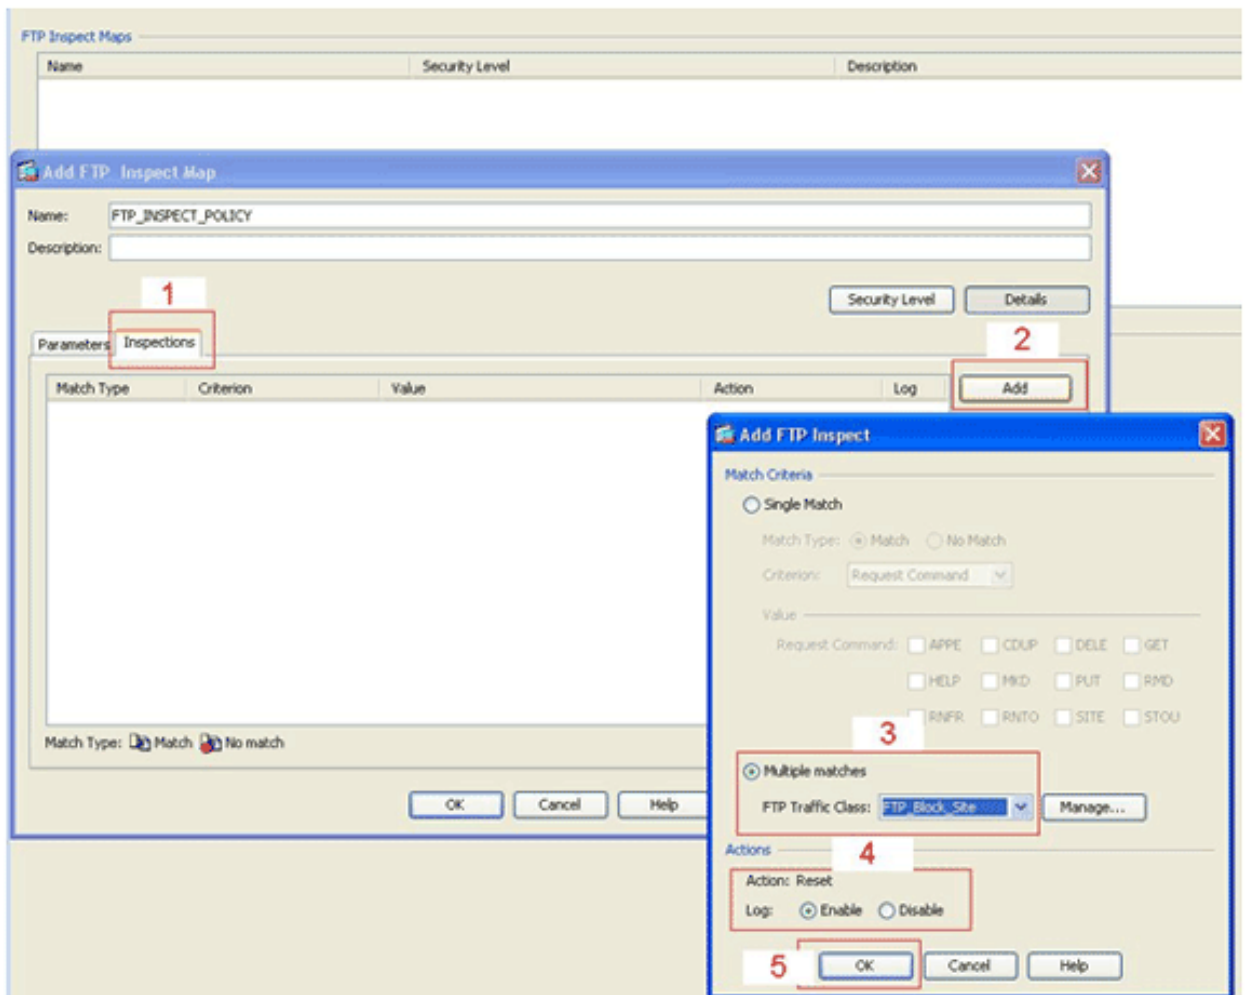 FTP Inspect Maps
Name Security Level Description
Add FTP Inspect Map
Name: FTP_INSPECT_POLICY
Description:
1
Security Level Details
Parameters Inspections
2
Match Type Criterion Value Action Log Add
Add FTP Inspect
Match Criteria
Single Match
Match Type: Match No Match
Criterion: Request Command
Value
Request Command: APPE CDUP DELE GET
HELP MKD PUT RMD
RNFR RNTO SITE STOU
3
Match Type: Match No match
Multiple matches
FTP Traffic Class: FTP_Block_Site Manage...
OK Cancel Help
Actions
4
Action: Reset
Log: Enable Disable
5 OK Cancel Help